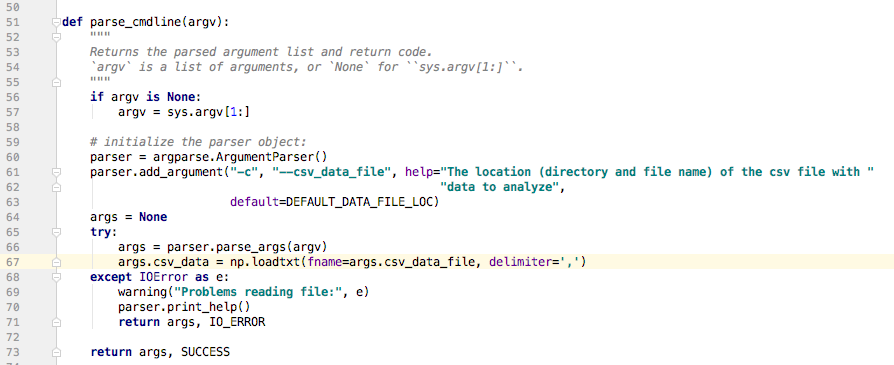 50
51 def parse_cmdline(argv):
52     """
53     Returns the parsed argument list and return code.
54     `argv` is a list of arguments, or `None` for ``sys.argv[1:]``.
55     """
56     if argv is None:
57         argv = sys.argv[1:]
58
59     # initialize the parser object:
60     parser = argparse.ArgumentParser()
61     parser.add_argument("-c", "--csv_data_file", help="The location (directory and file name) of the csv file with "
62                                                       "data to analyze",
63                         default=DEFAULT_DATA_FILE_LOC)
64     args = None
65     try:
66         args = parser.parse_args(argv)
67         args.csv_data = np.loadtxt(fname=args.csv_data_file, delimiter=',')
68     except IOError as e:
69         warning("Problems reading file:", e)
70         parser.print_help()
71         return args, IO_ERROR
72
73     return args, SUCCESS